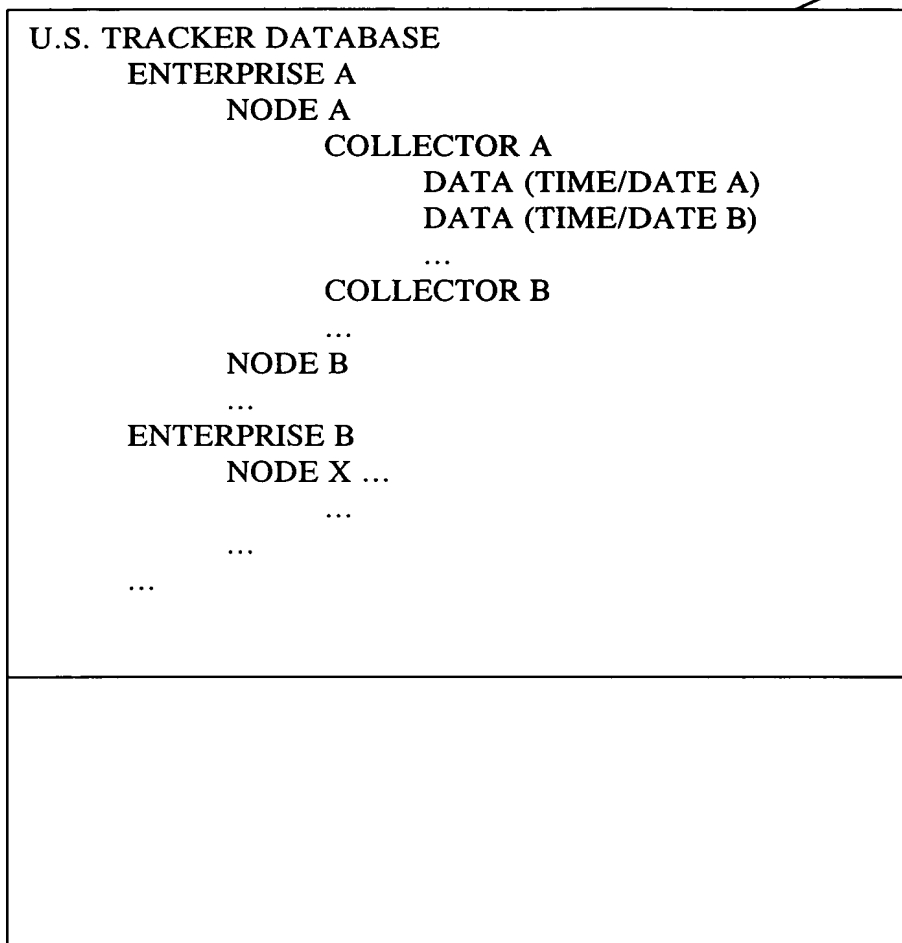 U.S. TRACKER DATABASE
ENTERPRISE A
NODE A
COLLECTOR A
DATA (TIME/DATE A)
DATA (TIME/DATE B)
...
COLLECTOR B
...
NODE B
...
ENTERPRISE B
NODE X ...
...
...
...